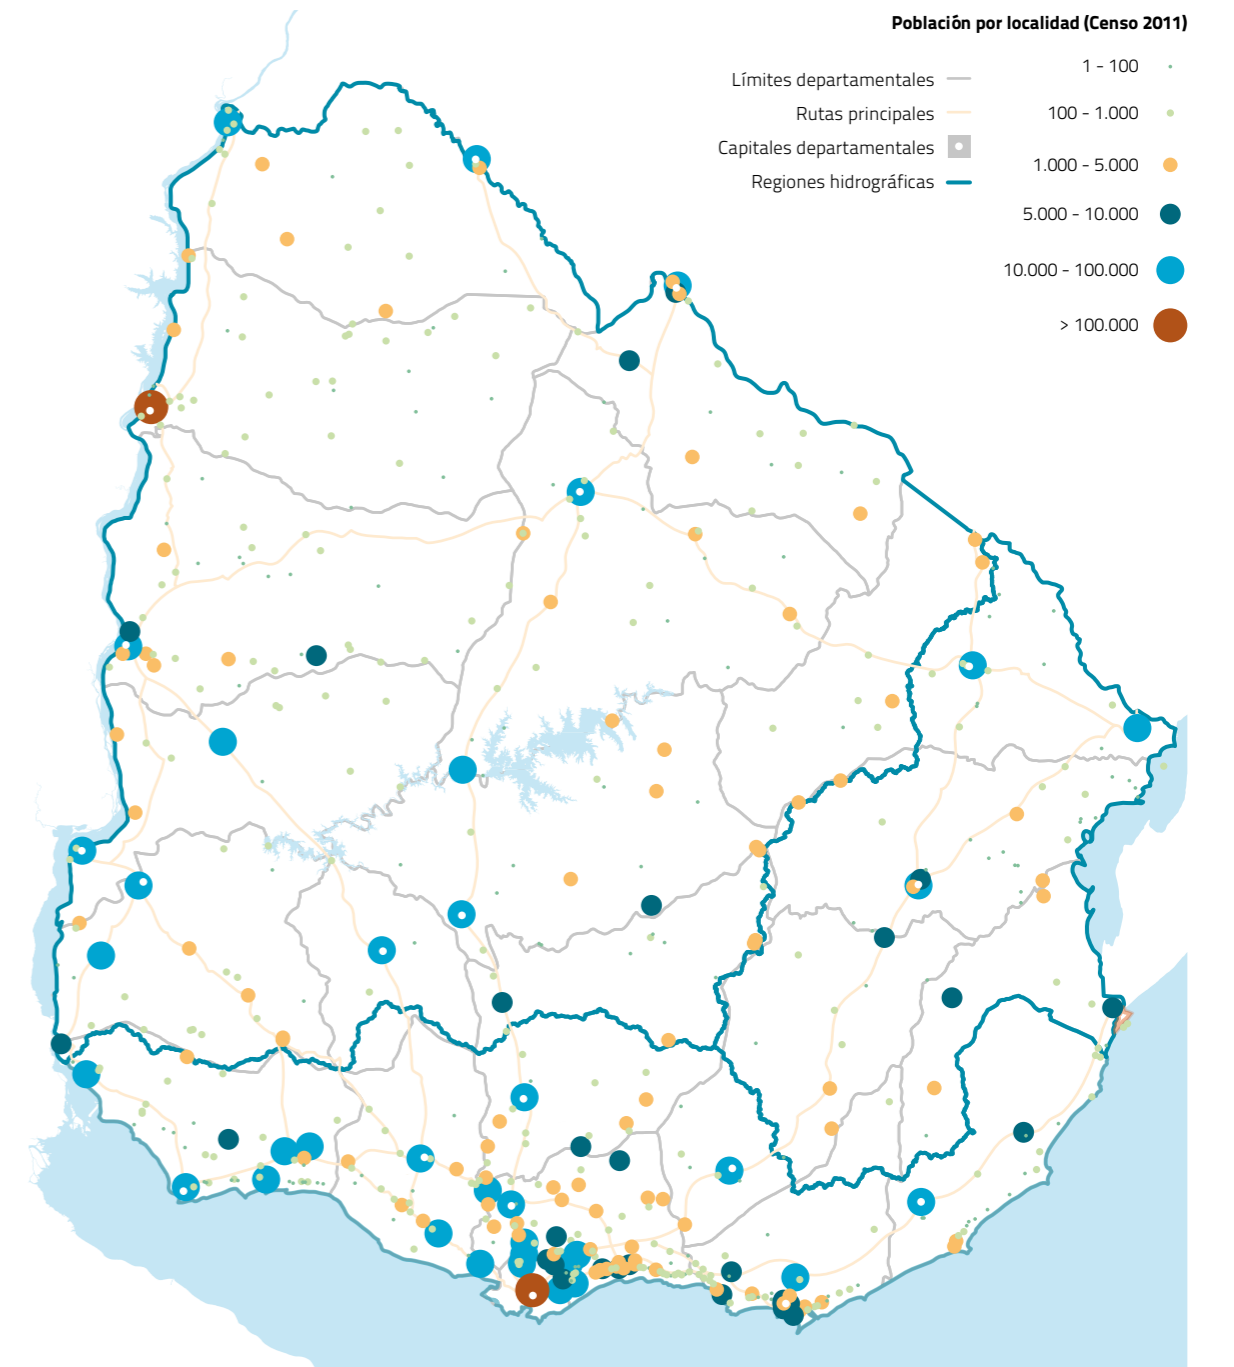 Población por localidad (Censo 2011)
Límites departamentales
Rutas principales
Capitales departamentales
Regiones hidrográficas
1 - 100
100 - 1.000
1.000 - 5.000
5.000 - 10.000
10.000 - 100.000
> 100.000